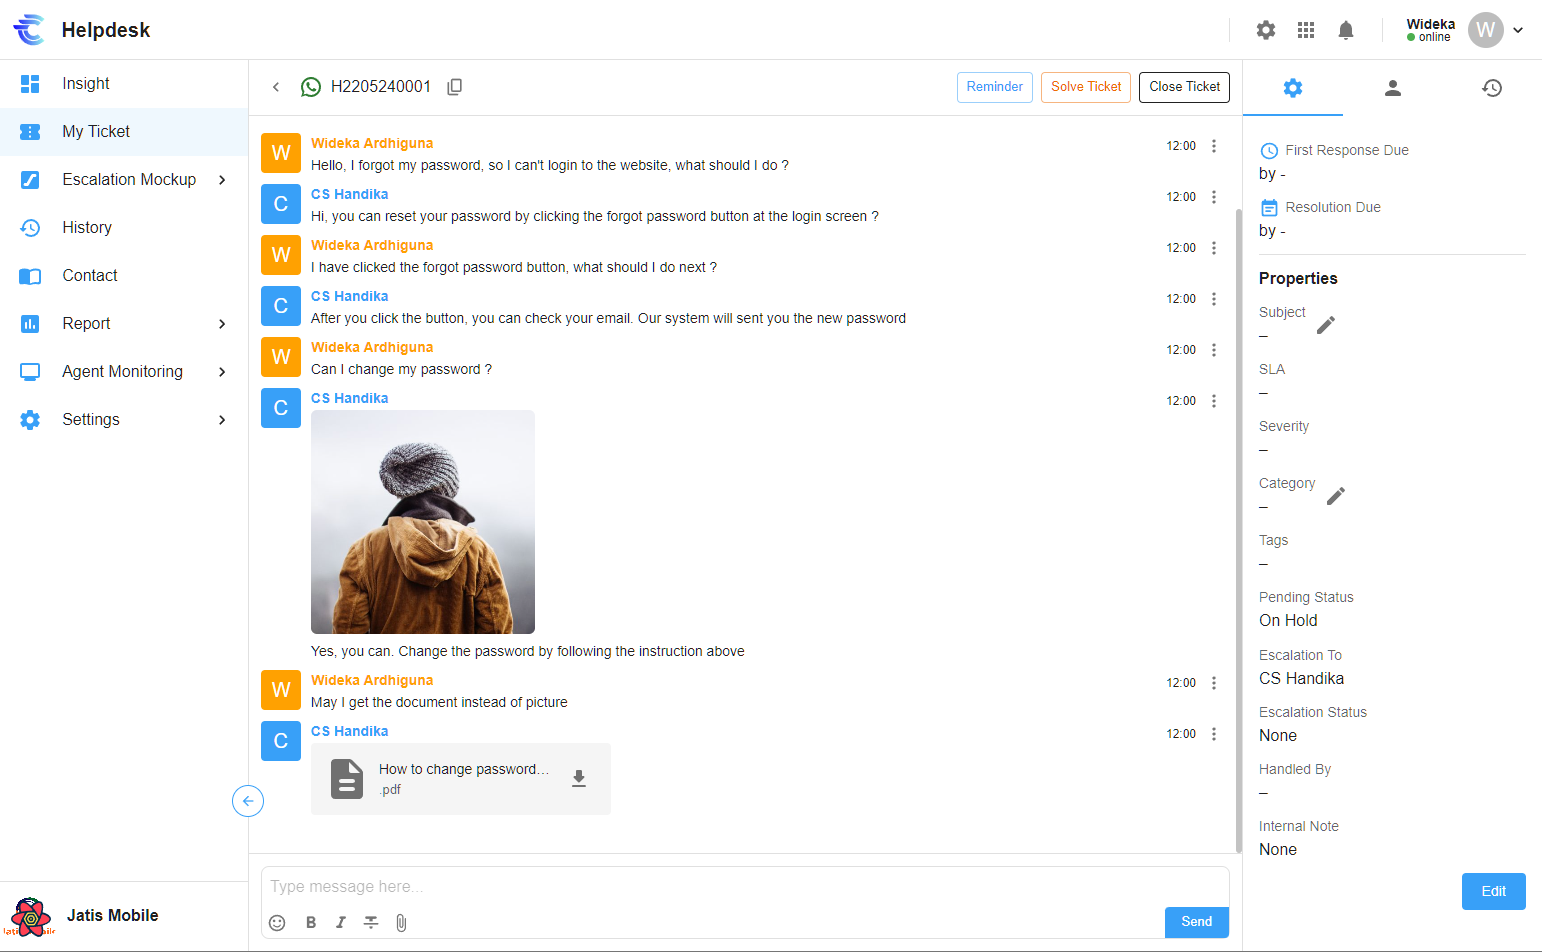 Helpdesk
Wideka
online
W
Insight
My Ticket
Escalation Mockup
History
Contact
Report
Agent Monitoring
Settings
Jatis Mobile
H2205240001
Reminder
Solve Ticket
Close Ticket
W
Wideka Ardhiguna
12:00
Hello, I forgot my password, so I can't login to the website, what should I do ?
C
CS Handika
12:00
Hi, you can reset your password by clicking the forgot password button at the login screen ?
W
Wideka Ardhiguna
12:00
I have clicked the forgot password button, what should I do next ?
C
CS Handika
12:00
After you click the button, you can check your email. Our system will sent you the new password
W
Wideka Ardhiguna
12:00
Can I change my password ?
C
CS Handika
12:00
Yes, you can. Change the password by following the instruction above
W
Wideka Ardhiguna
12:00
May I get the document instead of picture
C
CS Handika
12:00
How to change password...
.pdf
Type message here...
B I S
Send
First Response Due
by -
Resolution Due
by -
Properties
Subject
–
SLA
–
Severity
–
Category
–
Tags
–
Pending Status
On Hold
Escalation To
CS Handika
Escalation Status
None
Handled By
–
Internal Note
None
Edit